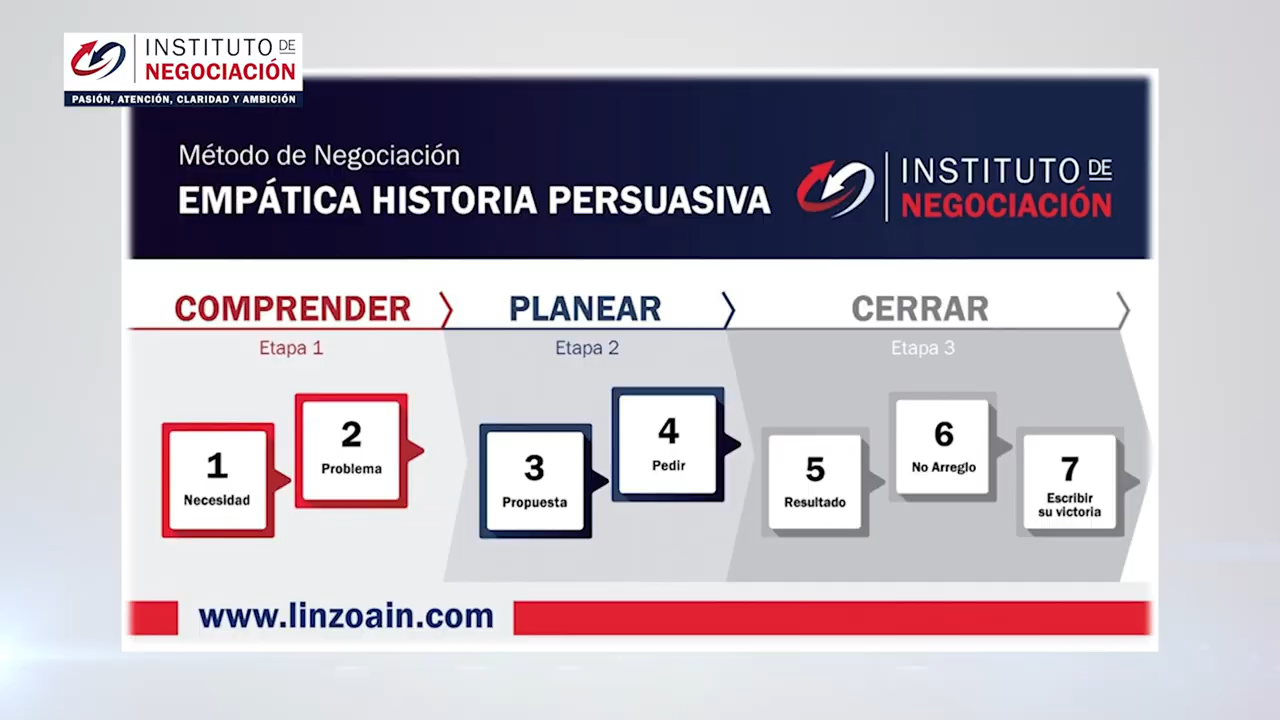 INSTITUTO DE
NEGOCIACIÓN
PASIÓN, ATENCIÓN, CLARIDAD Y AMBICIÓN
Método de Negociación
EMPÁTICA HISTORIA PERSUASIVA
INSTITUTO DE
NEGOCIACIÓN
COMPRENDER
Etapa 1
PLANEAR
Etapa 2
CERRAR
Etapa 3
1
Necesidad
2
Problema
3
Propuesta
4
Pedir
5
Resultado
6
No Arreglo
7
Escribir
su victoria
www.linzoain.com